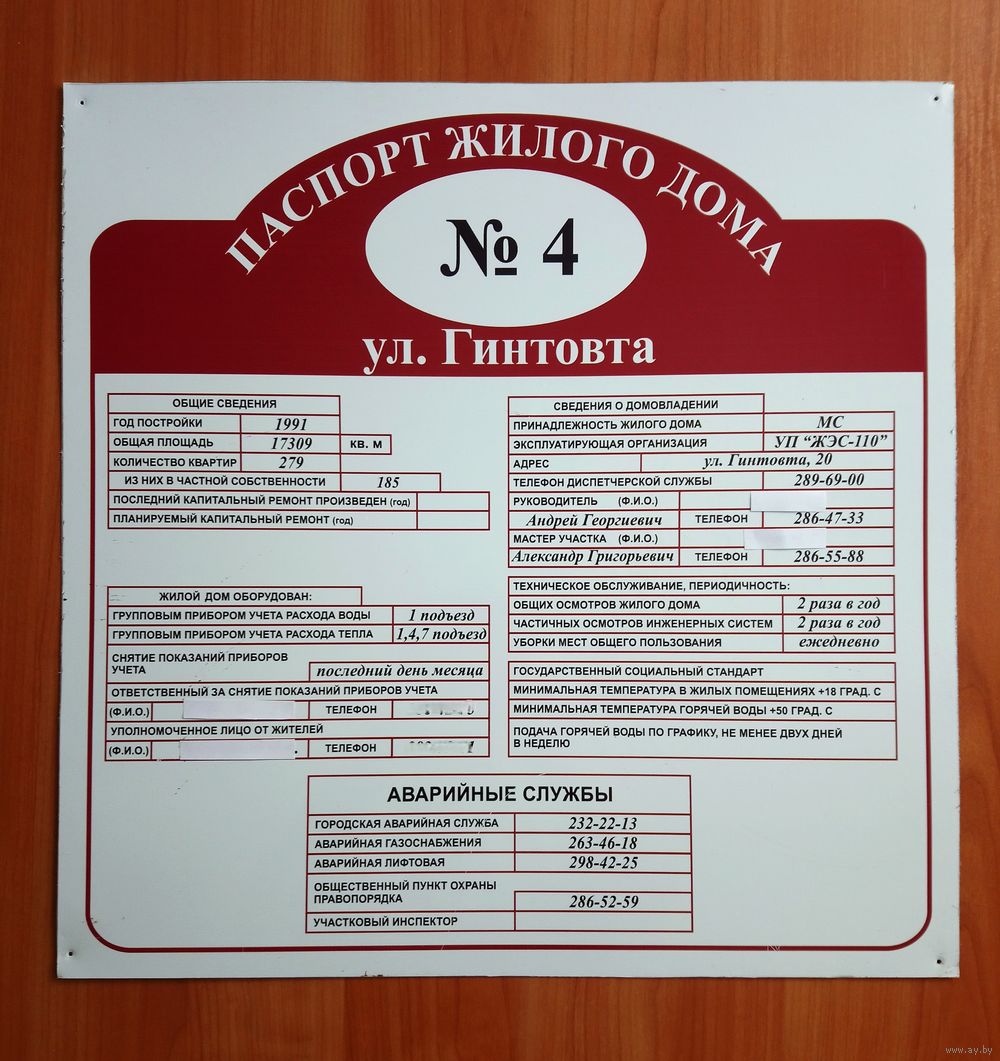 ПАСПОРТ ЖИЛОГО ДОМА
№ 4
ул. Гинтовта
ОБЩИЕ СВЕДЕНИЯ
ГОД ПОСТРОЙКИ 1991
ОБЩАЯ ПЛОЩАДЬ 17309 КВ. М
КОЛИЧЕСТВО КВАРТИР 279
ИЗ НИХ В ЧАСТНОЙ СОБСТВЕННОСТИ 185
ПОСЛЕДНИЙ КАПИТАЛЬНЫЙ РЕМОНТ ПРОИЗВЕДЕН (год)
ПЛАНИРУЕМЫЙ КАПИТАЛЬНЫЙ РЕМОНТ (год)
ЖИЛОЙ ДОМ ОБОРУДОВАН:
ГРУППОВЫМ ПРИБОРОМ УЧЕТА РАСХОДА ВОДЫ 1 подъезд
ГРУППОВЫМ ПРИБОРОМ УЧЕТА РАСХОДА ТЕПЛА 1,4,7 подъезд
СНЯТИЕ ПОКАЗАНИЙ ПРИБОРОВ
УЧЕТА последний день месяца
ОТВЕТСТВЕННЫЙ ЗА СНЯТИЕ ПОКАЗАНИЙ ПРИБОРОВ УЧЕТА
(Ф.И.О.) ТЕЛЕФОН
УПОЛНОМОЧЕННОЕ ЛИЦО ОТ ЖИТЕЛЕЙ
(Ф.И.О.) ТЕЛЕФОН
СВЕДЕНИЯ О ДОМОВЛАДЕНИИ
ПРИНАДЛЕЖНОСТЬ ЖИЛОГО ДОМА МС
ЭКСПЛУАТИРУЮЩАЯ ОРГАНИЗАЦИЯ УП “ЖЭС-110”
АДРЕС ул. Гинтовта, 20
ТЕЛЕФОН ДИСПЕТЧЕРСКОЙ СЛУЖБЫ 289-69-00
РУКОВОДИТЕЛЬ (Ф.И.О.)
Андрей Георгиевич ТЕЛЕФОН 286-47-33
МАСТЕР УЧАСТКА (Ф.И.О.)
Александр Григорьевич ТЕЛЕФОН 286-55-88
ТЕХНИЧЕСКОЕ ОБСЛУЖИВАНИЕ, ПЕРИОДИЧНОСТЬ:
ОБЩИХ ОСМОТРОВ ЖИЛОГО ДОМА 2 раза в год
ЧАСТИЧНЫХ ОСМОТРОВ ИНЖЕНЕРНЫХ СИСТЕМ 2 раза в год
УБОРКИ МЕСТ ОБЩЕГО ПОЛЬЗОВАНИЯ ежедневно
ГОСУДАРСТВЕННЫЙ СОЦИАЛЬНЫЙ СТАНДАРТ
МИНИМАЛЬНАЯ ТЕМПЕРАТУРА В ЖИЛЫХ ПОМЕЩЕНИЯХ +18 ГРАД. С
МИНИМАЛЬНАЯ ТЕМПЕРАТУРА ГОРЯЧЕЙ ВОДЫ +50 ГРАД. С
ПОДАЧА ГОРЯЧЕЙ ВОДЫ ПО ГРАФИКУ, НЕ МЕНЕЕ ДВУХ ДНЕЙ
В НЕДЕЛЮ
АВАРИЙНЫЕ СЛУЖБЫ
ГОРОДСКАЯ АВАРИЙНАЯ СЛУЖБА 232-22-13
АВАРИЙНАЯ ГАЗОСНАБЖЕНИЯ 263-46-18
АВАРИЙНАЯ ЛИФТОВАЯ 298-42-25
ОБЩЕСТВЕННЫЙ ПУНКТ ОХРАНЫ
ПРАВОПОРЯДКА 286-52-59
УЧАСТКОВЫЙ ИНСПЕКТОР
www.ay.by